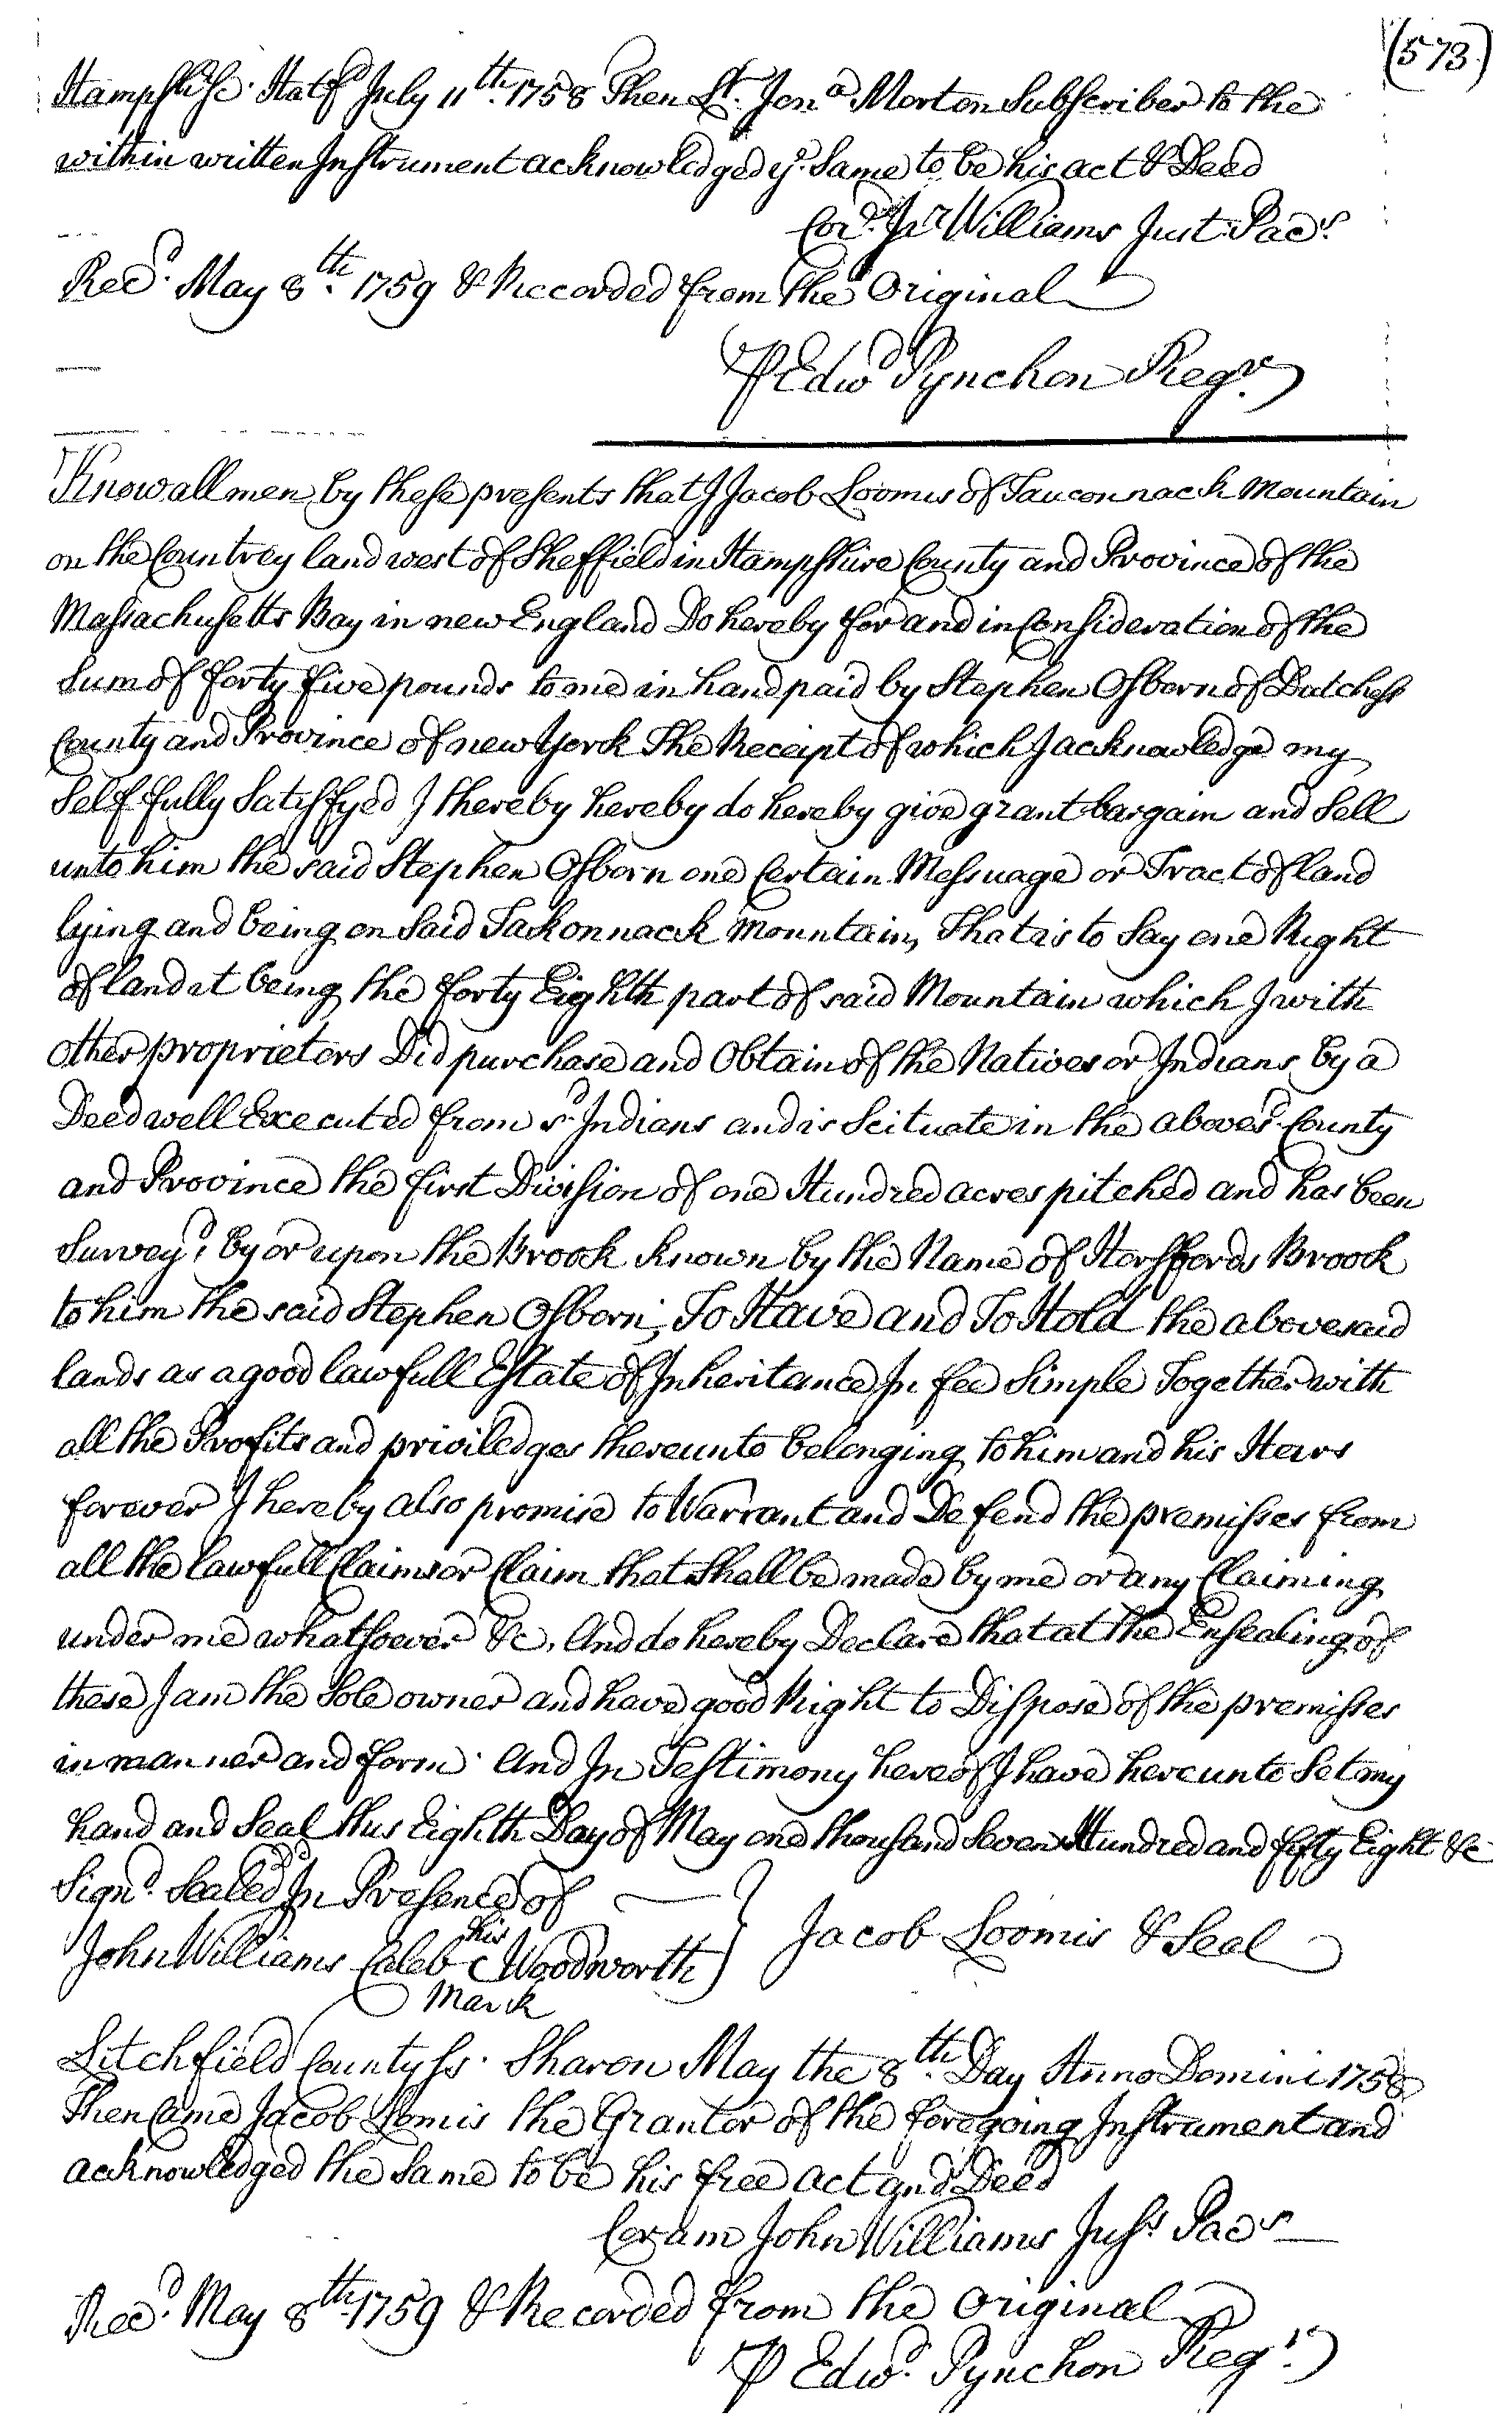 (573)
Hampshr Sc. Hatfd July 11th. 1758 Then Lt. Jona Morton Subscriber to the
within written Instrument acknowledged ye. Same to be his act & Deed
Cord. Isr Williams Just Pacs.
Recd. May 8th. 1759 & Reccorded from the Original
P Edwd Pynchon Regr.
Know all men by these presents that I Jacob Loomis of Tauconnack Mountain
on the Countrey land west of Sheffield in Hampshire County and Province of the
Massachusetts Bay in new England Do hereby for and in Consideration of the
Sum of forty five pounds to me in hand paid by Stephen Osborn of Dutchess
County and Province of new York The Receipt of which I acknowledge my
Self fully Satisfyed I thereby hereby do hereby give grant bargain and Sell
unto him the said Stephen Osborn one Certain Messuage or Tract of land
lying and being on Said Takonnack Mountain, That is to Say one Right
of land it being the forty Eighth part of said Mountain which I with
other proprietors Did purchase and Obtain of the Natives or Indians by a
Deed well Executed from sd. Indians and is Scituate in the abovesd. County
and Province the first Division of one Hundred acres pitched and has been
Surveyd, by or upon the Brook known by the Name of Horsfords Broock
to him the said Stephen Osborn; To Have and To Hold the abovesaid
lands as a good lawfull Estate of Inheritance In fee Simple Together with
all the Profits and priviledges thereunto belonging to him and his Heirs
forever I hereby also promise to Warrant and Defend the premisses from
all the lawfull Claims or Claim that Shall be made by me or any Claiming
under me whatsoever &c, And do hereby Declare that at the Ensealing of
these I am the Sole owner and have good Right to Dispose of the premisses
in manner and form. And In Testimony hereof I have hereunto Set my
hand and Seal this Eighth Day of May one thousand Seven Hundred and fifty Eight &c
Signd. Sealed In Presence of
his
John Williams Caleb C Woodworth } Jacob Loomis & Seal
Marck
Litchfield County ss. Sharon May the 8th. Day Anno Domini 1758
Then Came Jacob Lomis the Grantor of the foregoing Instrument and
acknowledged the Same to be his free act and Deed
Coram John Williams Juss. Pacs
Recd. May 8th. 1759 & Recorded from the Original
P Edwd. Pynchon Regr.